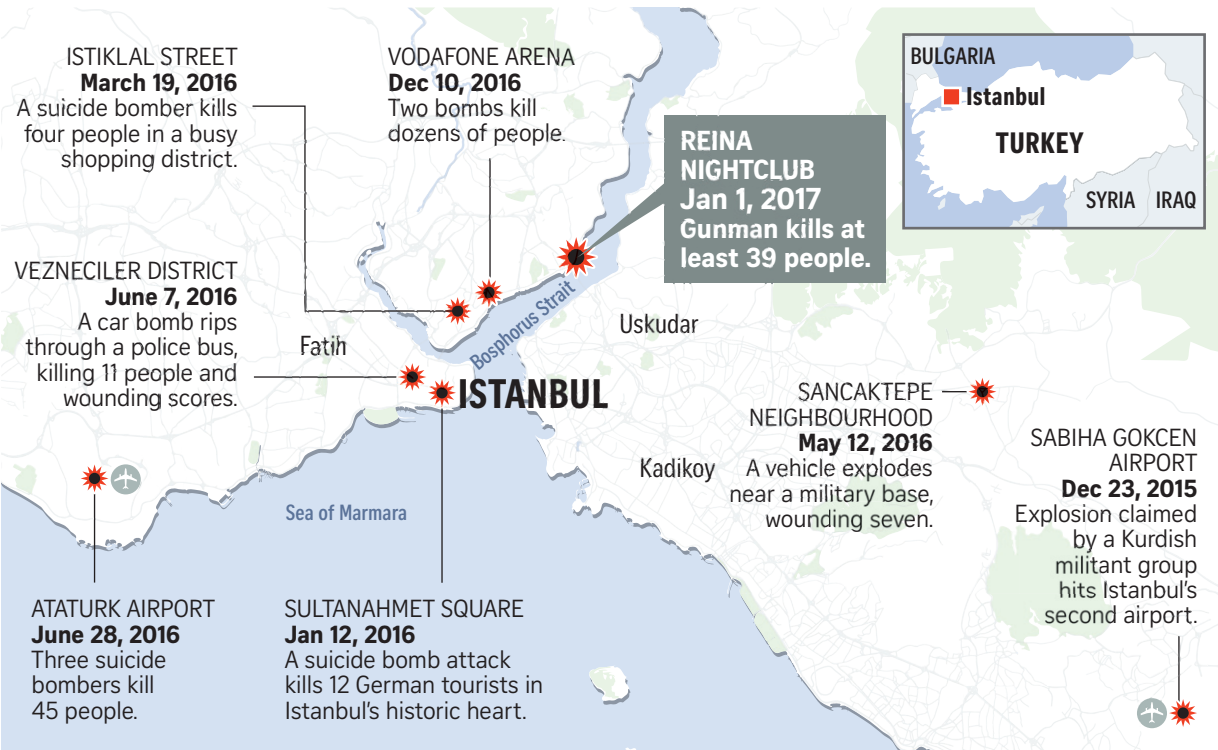 ISTIKLAL STREET
March 19, 2016
A suicide bomber kills
four people in a busy
shopping district.
VODAFONE ARENA
Dec 10, 2016
Two bombs kill
dozens of people.
REINA
NIGHTCLUB
Jan 1, 2017
Gunman kills at
least 39 people.
BULGARIA
Istanbul
TURKEY
SYRIA
IRAQ
VEZNECILER DISTRICT
June 7, 2016
A car bomb rips
through a police bus,
killing 11 people and
wounding scores.
Fatih
Bosphorus Strait
Uskudar
ISTANBUL
Kadikoy
Sea of Marmara
SANCAKTEPE
NEIGHBOURHOOD
May 12, 2016
A vehicle explodes
near a military base,
wounding seven.
SABIHA GOKCEN
AIRPORT
Dec 23, 2015
Explosion claimed
by a Kurdish
militant group
hits Istanbul's
second airport.
ATATURK AIRPORT
June 28, 2016
Three suicide
bombers kill
45 people.
SULTANAHMET SQUARE
Jan 12, 2016
A suicide bomb attack
kills 12 German tourists in
Istanbul's historic heart.